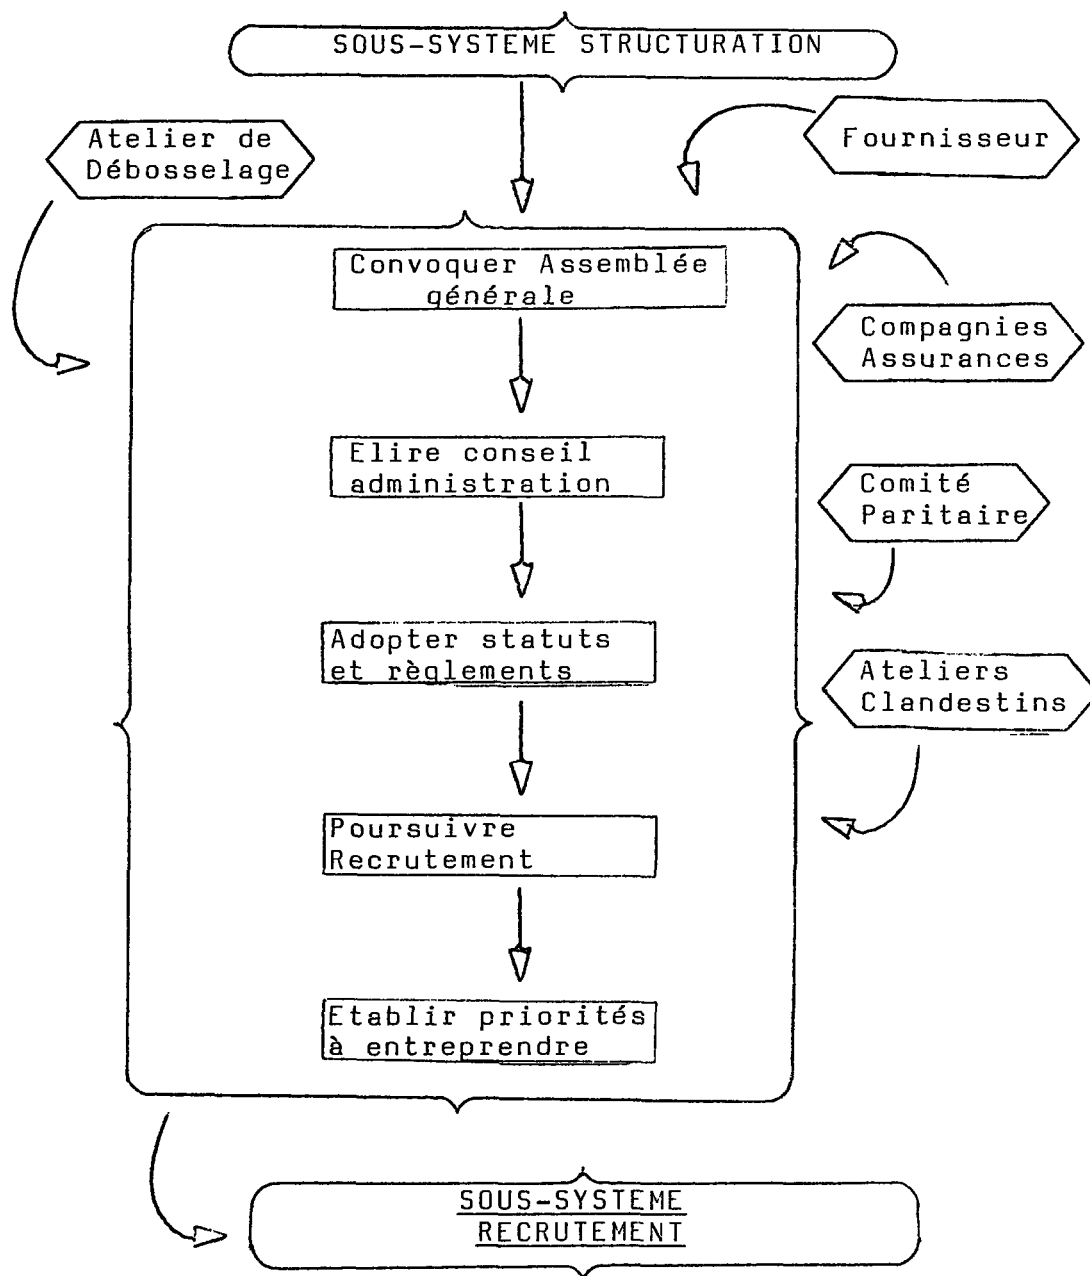 SOUS-SYSTEME STRUCTURATION
Atelier de
Débosselage
Fournisseur
Convoquer Assemblée
générale
Compagnies
Assurances
Elire conseil
administration
Comité
Paritaire
Adopter statuts
et règlements
Ateliers
Clandestins
Poursuivre
Recrutement
Etablir priorités
à entreprendre
SOUS-SYSTEME
RECRUTEMENT